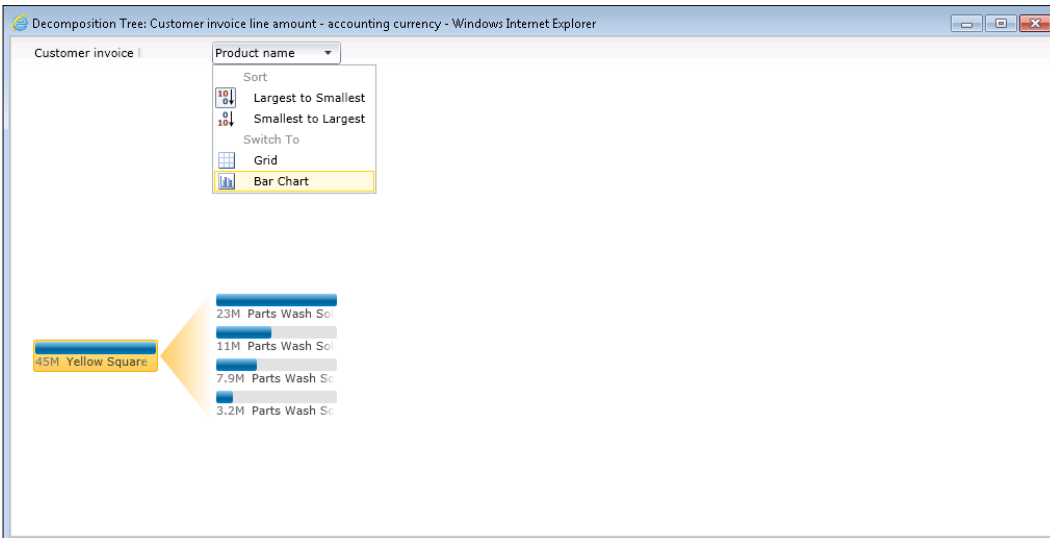 Decomposition Tree: Customer invoice line amount - accounting currency - Windows Internet Explorer
Customer invoice
Product name
Sort
Largest to Smallest
Smallest to Largest
Switch To
Grid
Bar Chart
23M Parts Wash
11M Parts Wash
45M Yellow Square
7.9M Parts Wash
3.2M Parts Wash